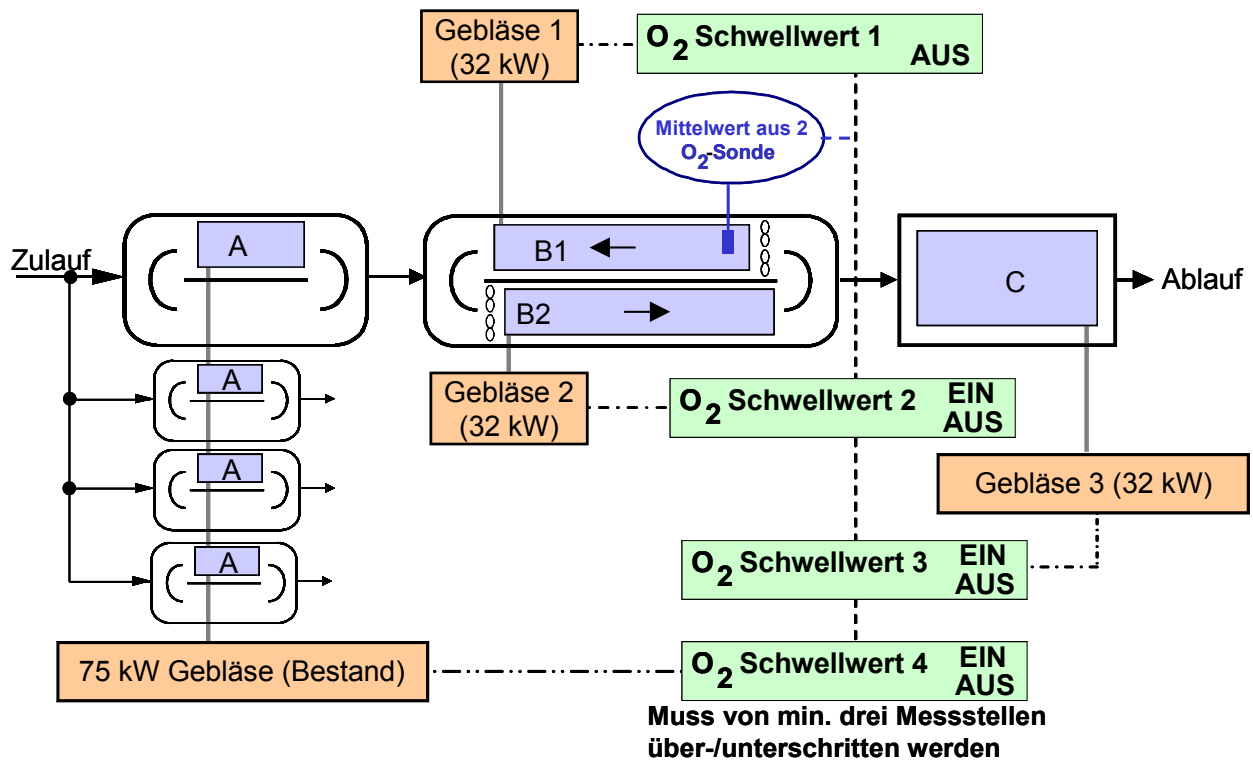 Gebläse 1
(32 kW)
O2 Schwellwert 1
AUS
Mittelwert aus 2
O2-Sonde
Zulauf
A
B1
B2
C
Ablauf
A
A
A
Gebläse 2
(32 kW)
O2 Schwellwert 2
EIN
AUS
Gebläse 3 (32 kW)
O2 Schwellwert 3
EIN
AUS
75 kW Gebläse (Bestand)
O2 Schwellwert 4
EIN
AUS
Muss von min. drei Messstellen
über-/unterschritten werden